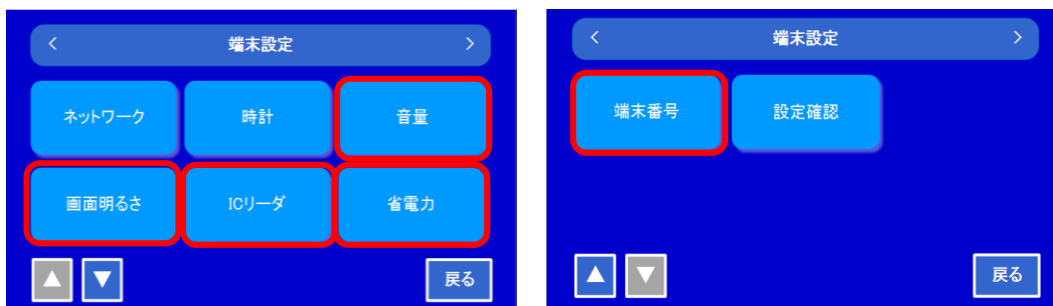 < 端末設定 >
ネットワーク 時計 音量
画面明るさ ICリーダ 省電力
▲ ▼ 戻る
< 端末設定 >
端末番号 設定確認
▲ ▼ 戻る